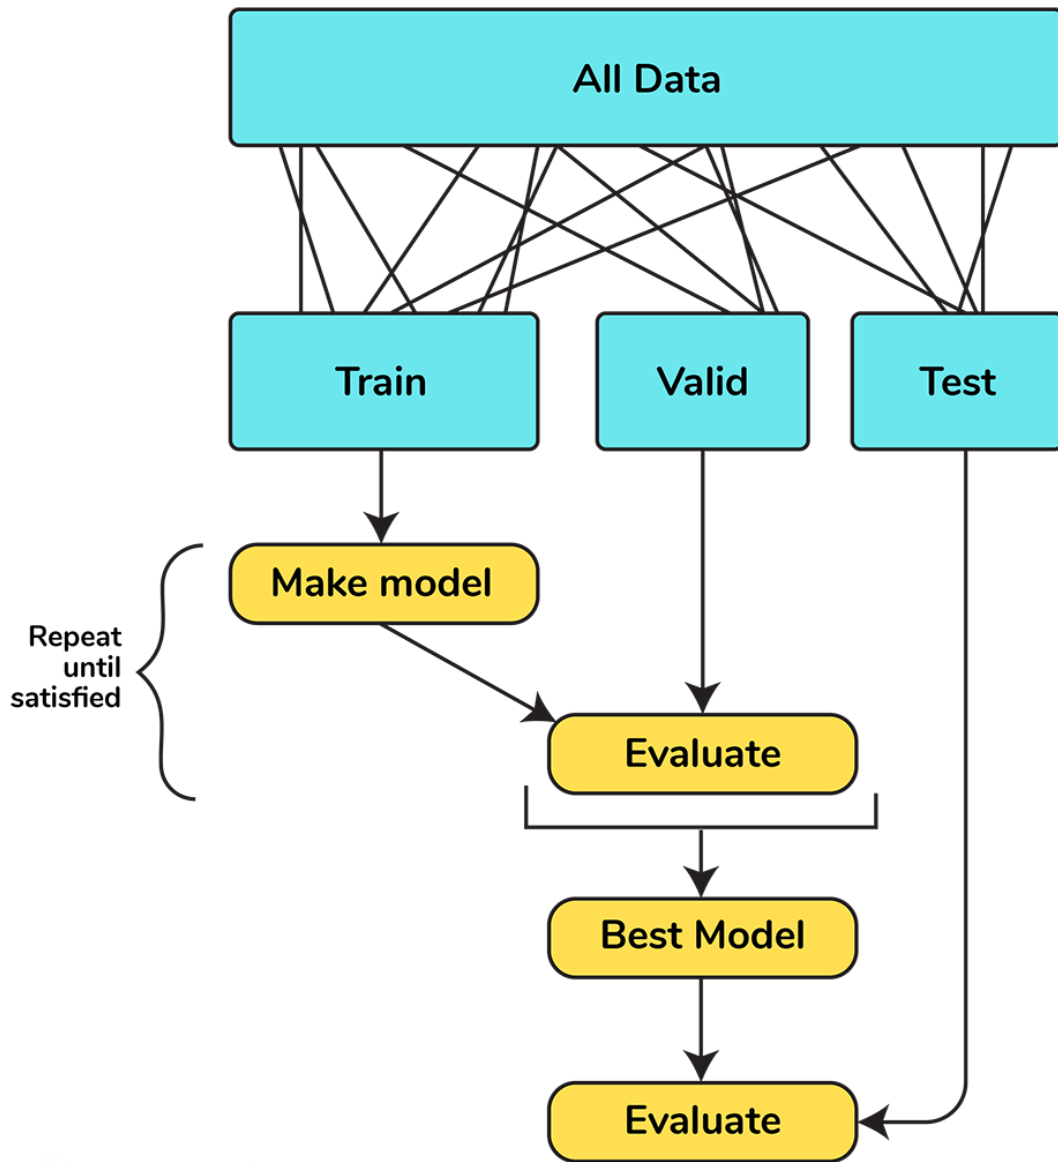 All Data
Train
Valid
Test
Make model
Repeat
until
satisfied
Evaluate
Best Model
Evaluate